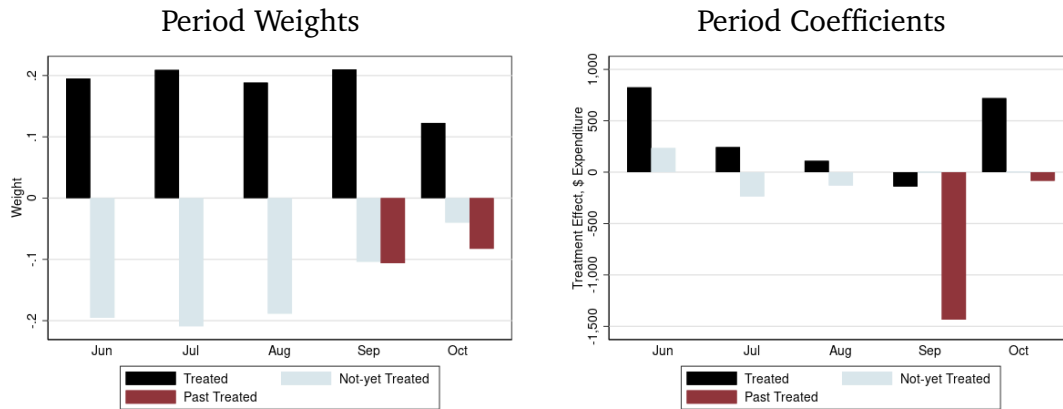 Period Weights
Weight
.2
.1
0
-.1
-.2
Jun Jul Aug Sep Oct
Treated Not-yet Treated
Past Treated
Period Coefficients
Treatment Effect, $ Expenditure
1,000
500
0
-500
-1,000
-1,500
Jun Jul Aug Sep Oct
Treated Not-yet Treated
Past Treated